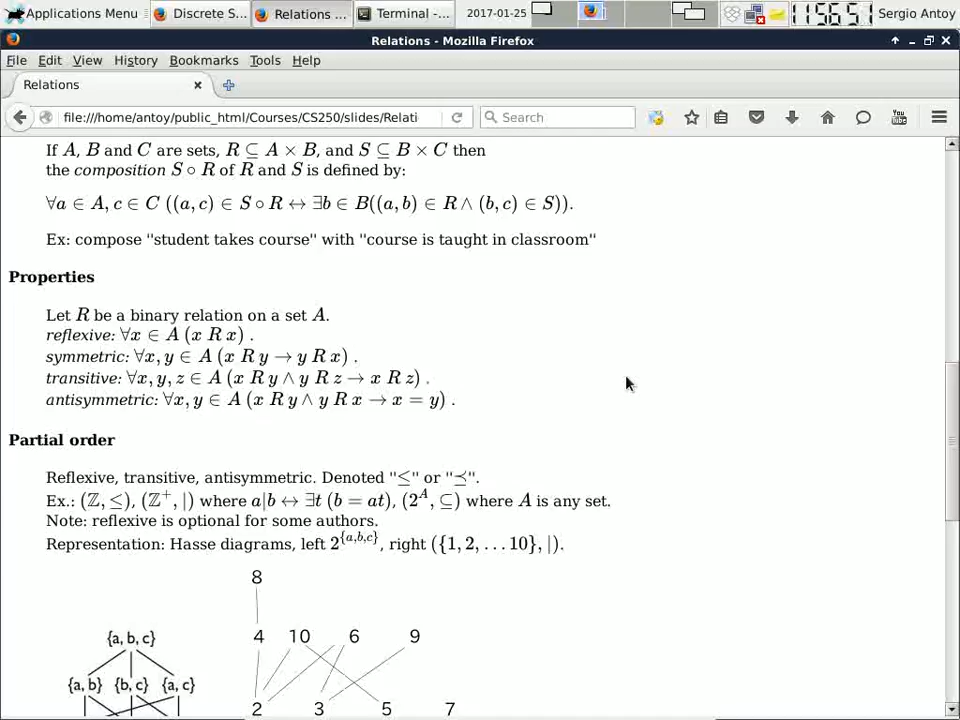 Applications Menu
Discrete S...
Relations ...
Terminal -...
2017-01-25
11:56:51
Sergio Antoy
Relations - Mozilla Firefox
File Edit View History Bookmarks Tools Help
Relations
file:///home/antoy/public_html/Courses/CS250/slides/Relati
Search
You Tube
If A, B and C are sets, R ⊆ A × B, and S ⊆ B × C then
the composition S ∘ R of R and S is defined by:
∀a ∈ A, c ∈ C ((a, c) ∈ S ∘ R ↔ ∃b ∈ B((a, b) ∈ R ∧ (b, c) ∈ S)).
Ex: compose "student takes course" with "course is taught in classroom"
Properties
Let R be a binary relation on a set A.
reflexive: ∀x ∈ A (x R x) .
symmetric: ∀x, y ∈ A (x R y → y R x) .
transitive: ∀x, y, z ∈ A (x R y ∧ y R z → x R z) .
antisymmetric: ∀x, y ∈ A (x R y ∧ y R x → x = y) .
Partial order
Reflexive, transitive, antisymmetric. Denoted "≤" or "⪯".
Ex.: (ℤ, ≤), (ℤ⁺, |) where a|b ↔ ∃t (b = at), (2^A, ⊆) where A is any set.
Note: reflexive is optional for some authors.
Representation: Hasse diagrams, left 2^{a,b,c}, right ({1, 2, … 10}, |).
8
{a, b, c}
4 10 6 9
{a, b} {b, c} {a, c}
2 3 5 7